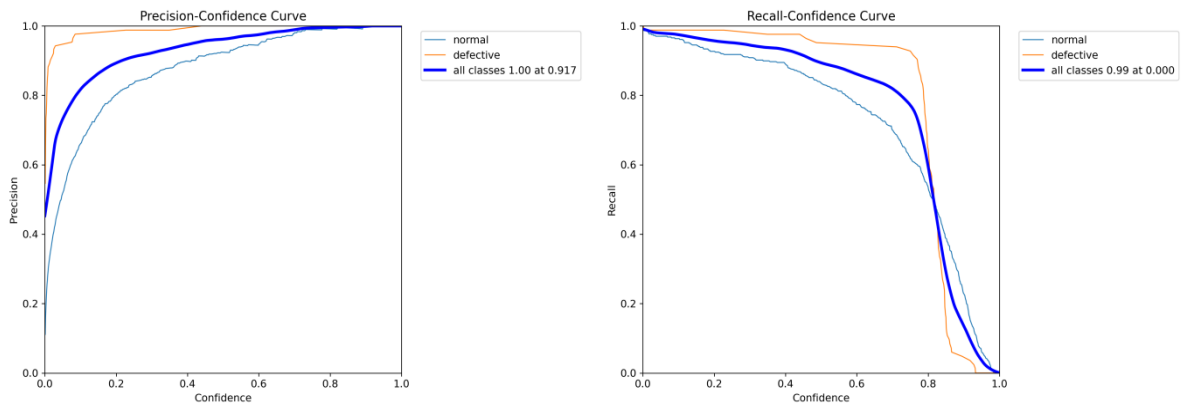 Precision-Confidence Curve
1.0
0.8
0.6
0.4
0.2
0.0
Precision
0.0 0.2 0.4 0.6 0.8 1.0
Confidence
normal
defective
all classes 1.00 at 0.917
Recall-Confidence Curve
1.0
0.8
0.6
0.4
0.2
0.0
Recall
0.0 0.2 0.4 0.6 0.8 1.0
Confidence
normal
defective
all classes 0.99 at 0.000